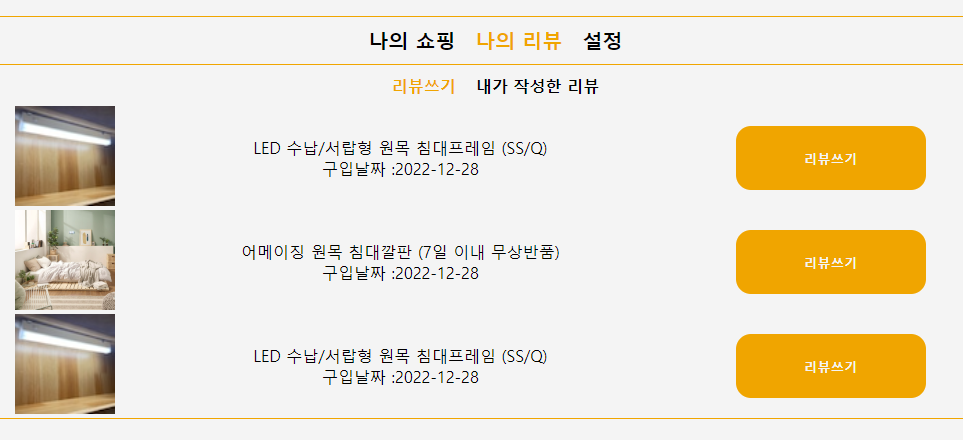 나의 쇼핑 나의 리뷰 설정
리뷰쓰기 내가 작성한 리뷰
LED 수납/서랍형 원목 침대프레임 (SS/Q)
구입날짜 :2022-12-28
리뷰쓰기
어메이징 원목 침대깔판 (7일 이내 무상반품)
구입날짜 :2022-12-28
리뷰쓰기
LED 수납/서랍형 원목 침대프레임 (SS/Q)
구입날짜 :2022-12-28
리뷰쓰기